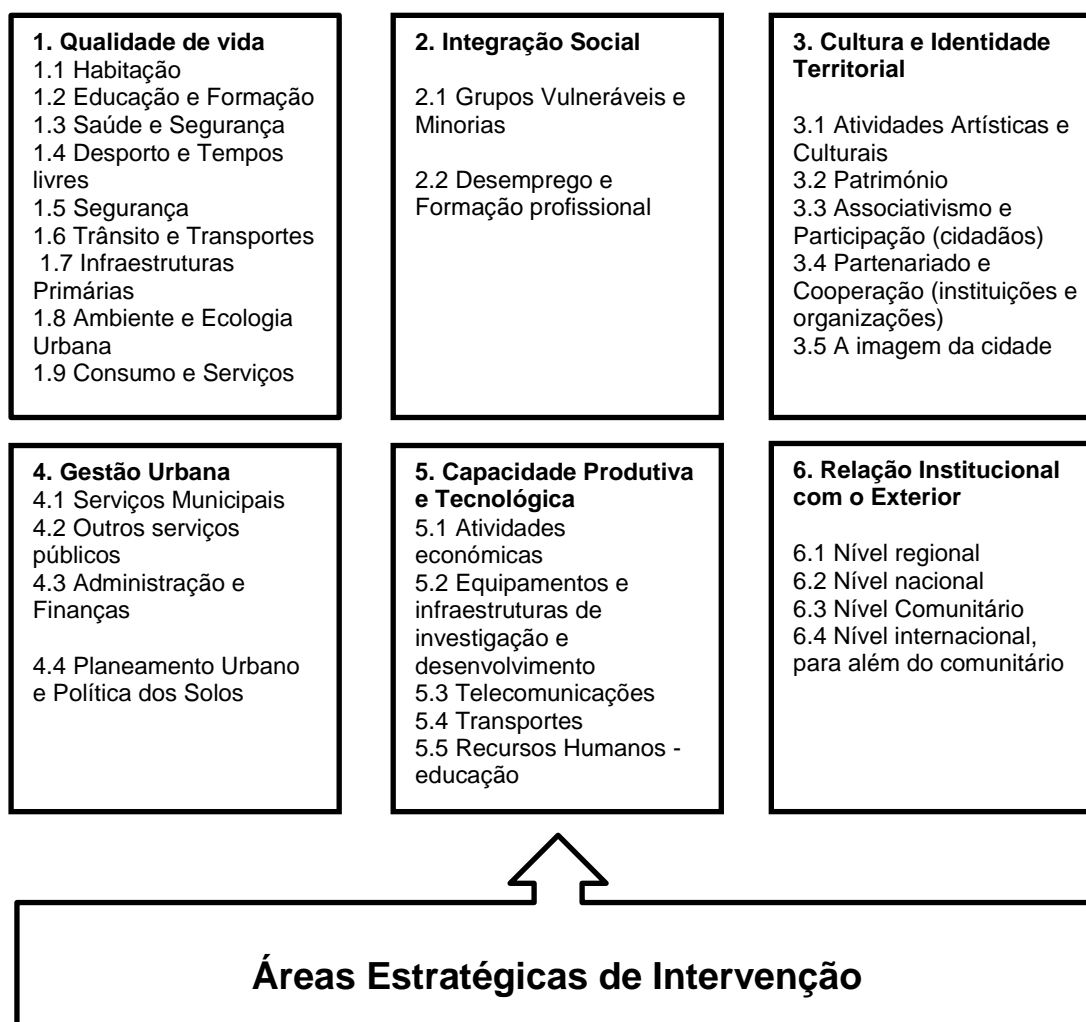 1. Qualidade de vida
1.1 Habitação
1.2 Educação e Formação
1.3 Saúde e Segurança
1.4 Desporto e Tempos
livres
1.5 Segurança
1.6 Trânsito e Transportes
1.7 Infraestruturas
Primárias
1.8 Ambiente e Ecologia
Urbana
1.9 Consumo e Serviços
2. Integração Social
2.1 Grupos Vulneráveis e
Minorias
2.2 Desemprego e
Formação profissional
3. Cultura e Identidade
Territorial
3.1 Atividades Artísticas e
Culturais
3.2 Património
3.3 Associativismo e
Participação (cidadãos)
3.4 Partenariado e
Cooperação (instituições e
organizações)
3.5 A imagem da cidade
4. Gestão Urbana
4.1 Serviços Municipais
4.2 Outros serviços
públicos
4.3 Administração e
Finanças
4.4 Planeamento Urbano
e Política dos Solos
5. Capacidade Produtiva
e Tecnológica
5.1 Atividades
económicas
5.2 Equipamentos e
infraestruturas de
investigação e
desenvolvimento
5.3 Telecomunicações
5.4 Transportes
5.5 Recursos Humanos -
educação
6. Relação Institucional
com o Exterior
6.1 Nível regional
6.2 Nível nacional
6.3 Nível Comunitário
6.4 Nível internacional,
para além do comunitário
Áreas Estratégicas de Intervenção